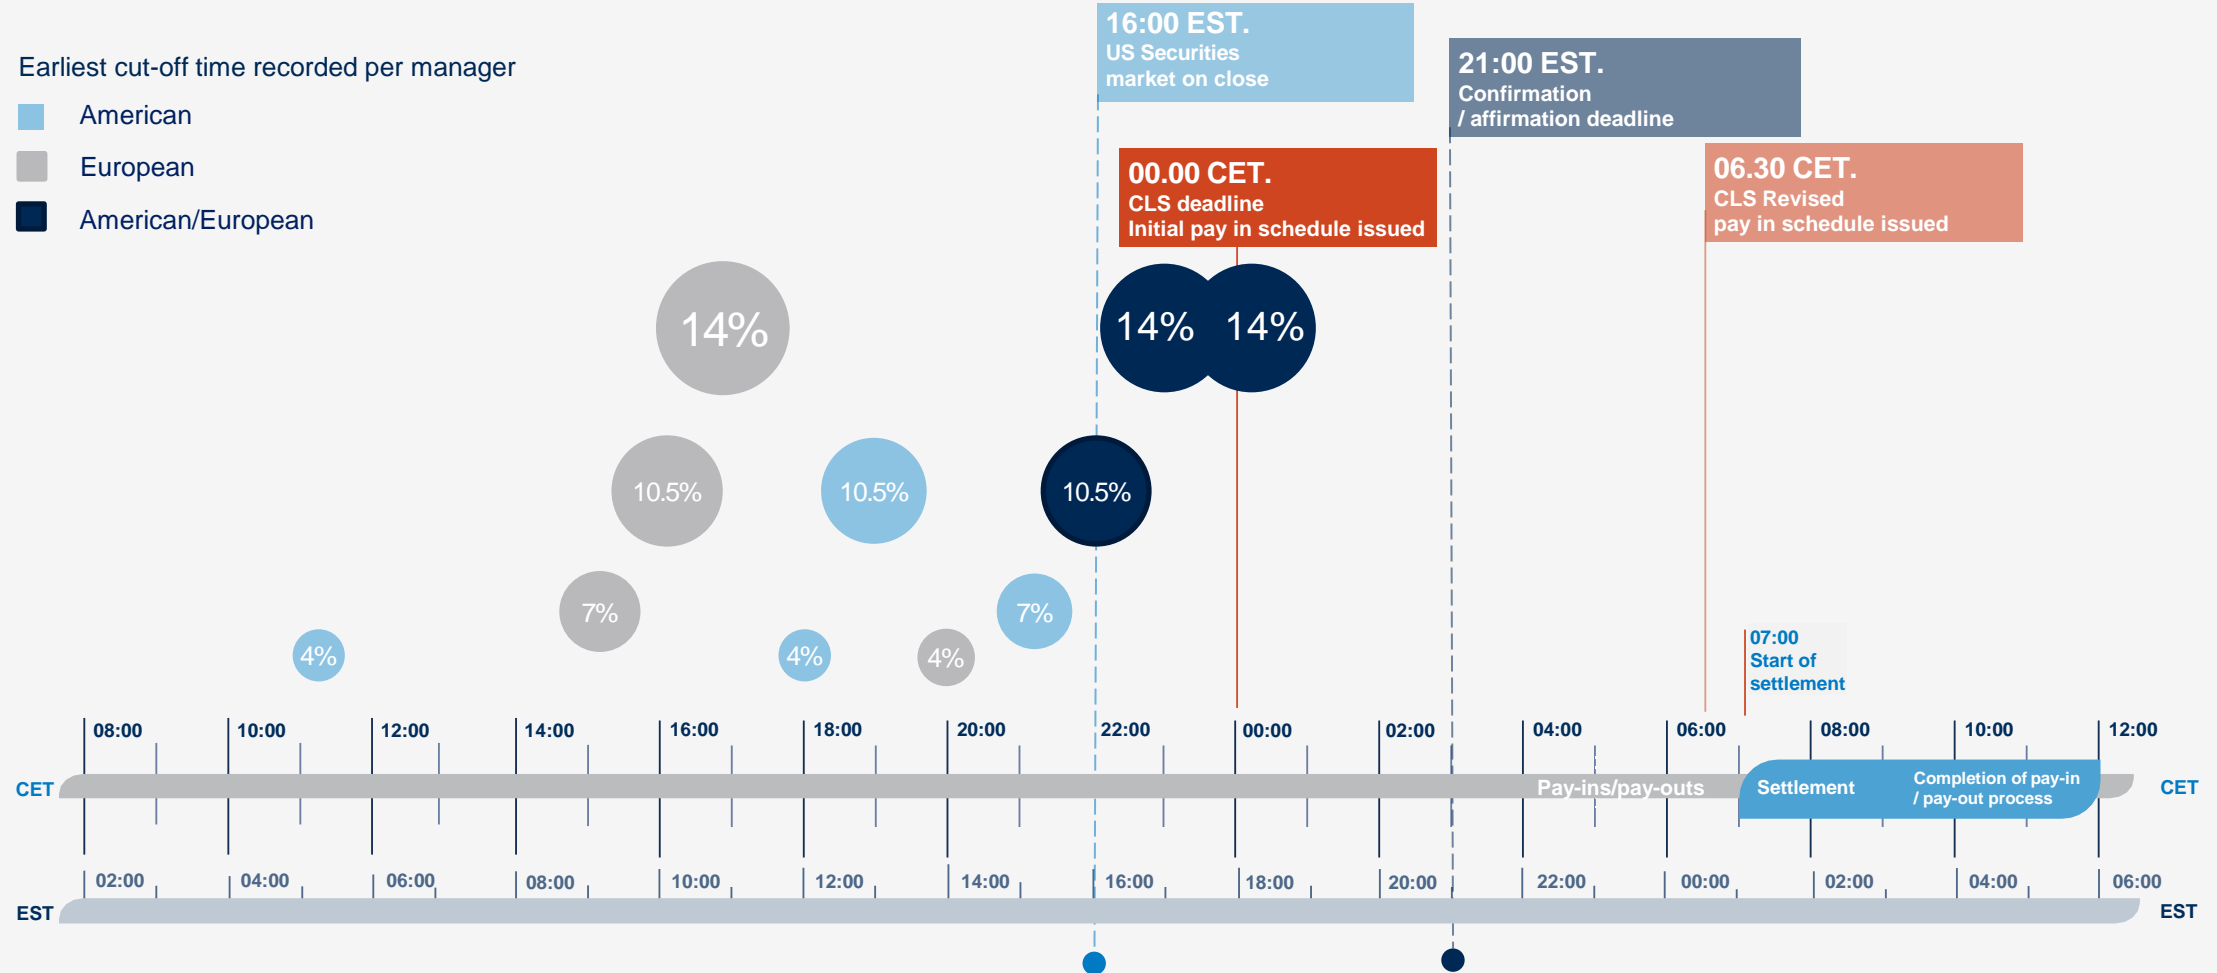 Earliest cut-off time recorded per manager
American
European
American/European
16:00 EST.
US Securities
market on close
21:00 EST.
Confirmation
/ affirmation deadline
00.00 CET.
CLS deadline
Initial pay in schedule issued
06.30 CET.
CLS Revised
pay in schedule issued
14%
14%
14%
10.5%
10.5%
10.5%
7%
7%
4%
4%
4%
07:00
Start of
settlement
08:00 10:00 12:00 14:00 16:00 18:00 20:00 22:00 00:00 02:00 04:00 06:00 08:00 10:00 12:00
CET
Pay-ins/pay-outs
Settlement
Completion of pay-in
/ pay-out process
CET
02:00 04:00 06:00 08:00 10:00 12:00 14:00 16:00 18:00 20:00 22:00 00:00 02:00 04:00 06:00
EST
EST